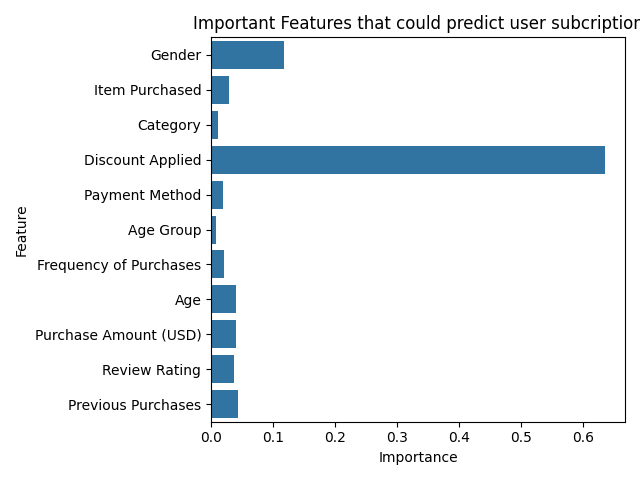 Important Features that could predict user subcription
Gender
Item Purchased
Category
Discount Applied
Payment Method
Age Group
Frequency of Purchases
Age
Purchase Amount (USD)
Review Rating
Previous Purchases
Feature
0.0 0.1 0.2 0.3 0.4 0.5 0.6
Importance